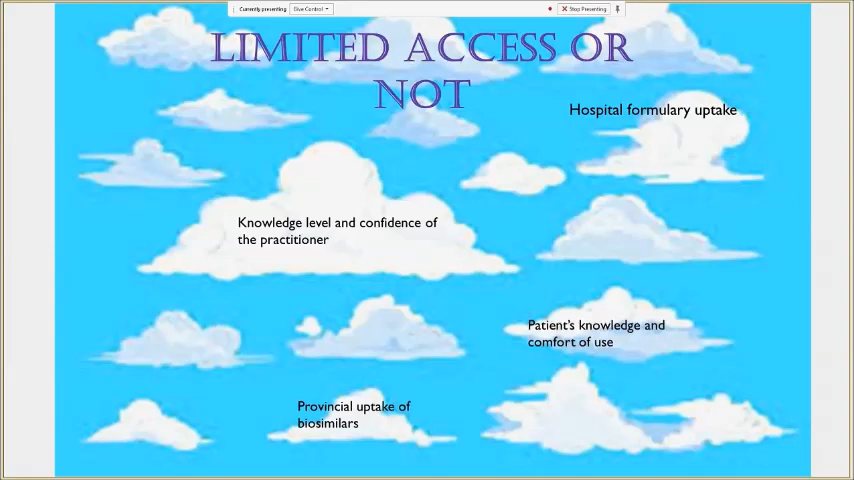 Currently presenting
Give Control
Stop Presenting
LIMITED ACCESS OR
NOT
Hospital formulary uptake
Knowledge level and confidence of
the practitioner
Patient's knowledge and
comfort of use
Provincial uptake of
biosimilars